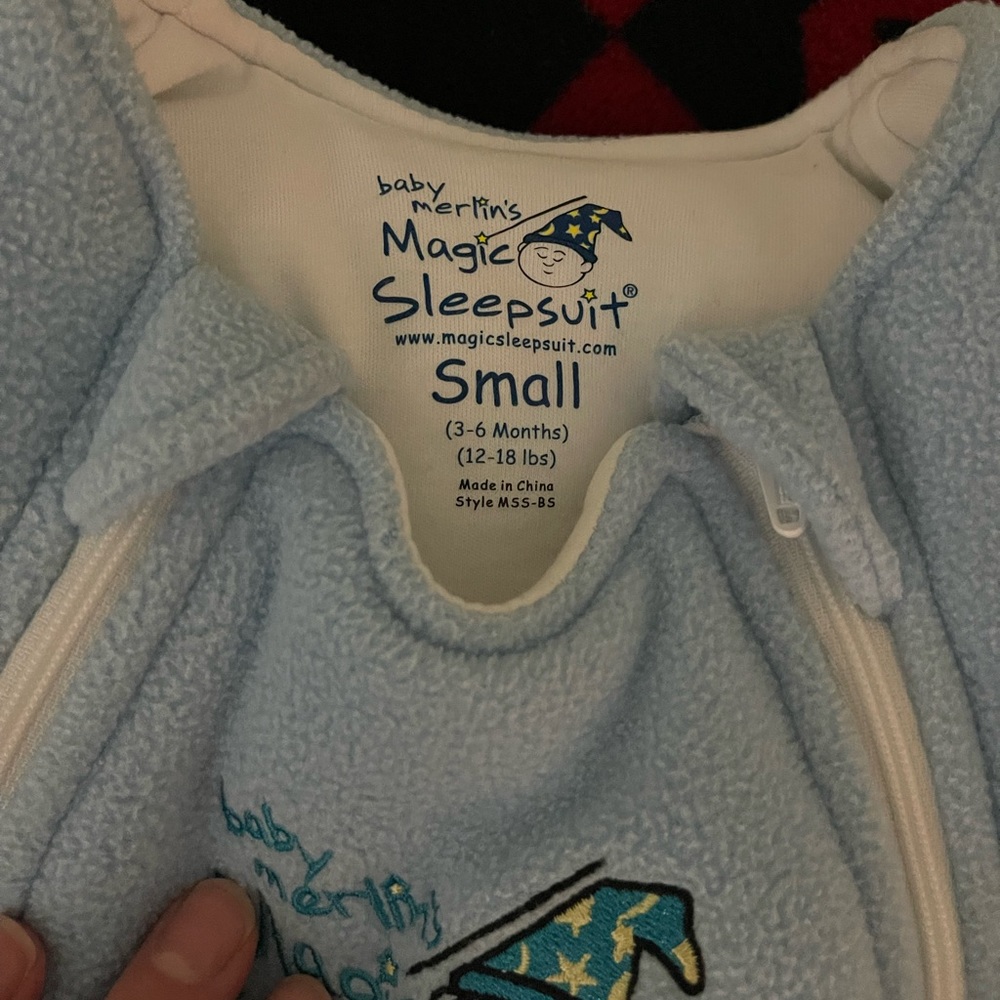 baby
merlin's
Magic
Sleepsuit®
www.magicsleepsuit.com
Small
(3-6 Months)
(12-18 lbs)
Made in China
Style MSS-BS
baby
merlin's